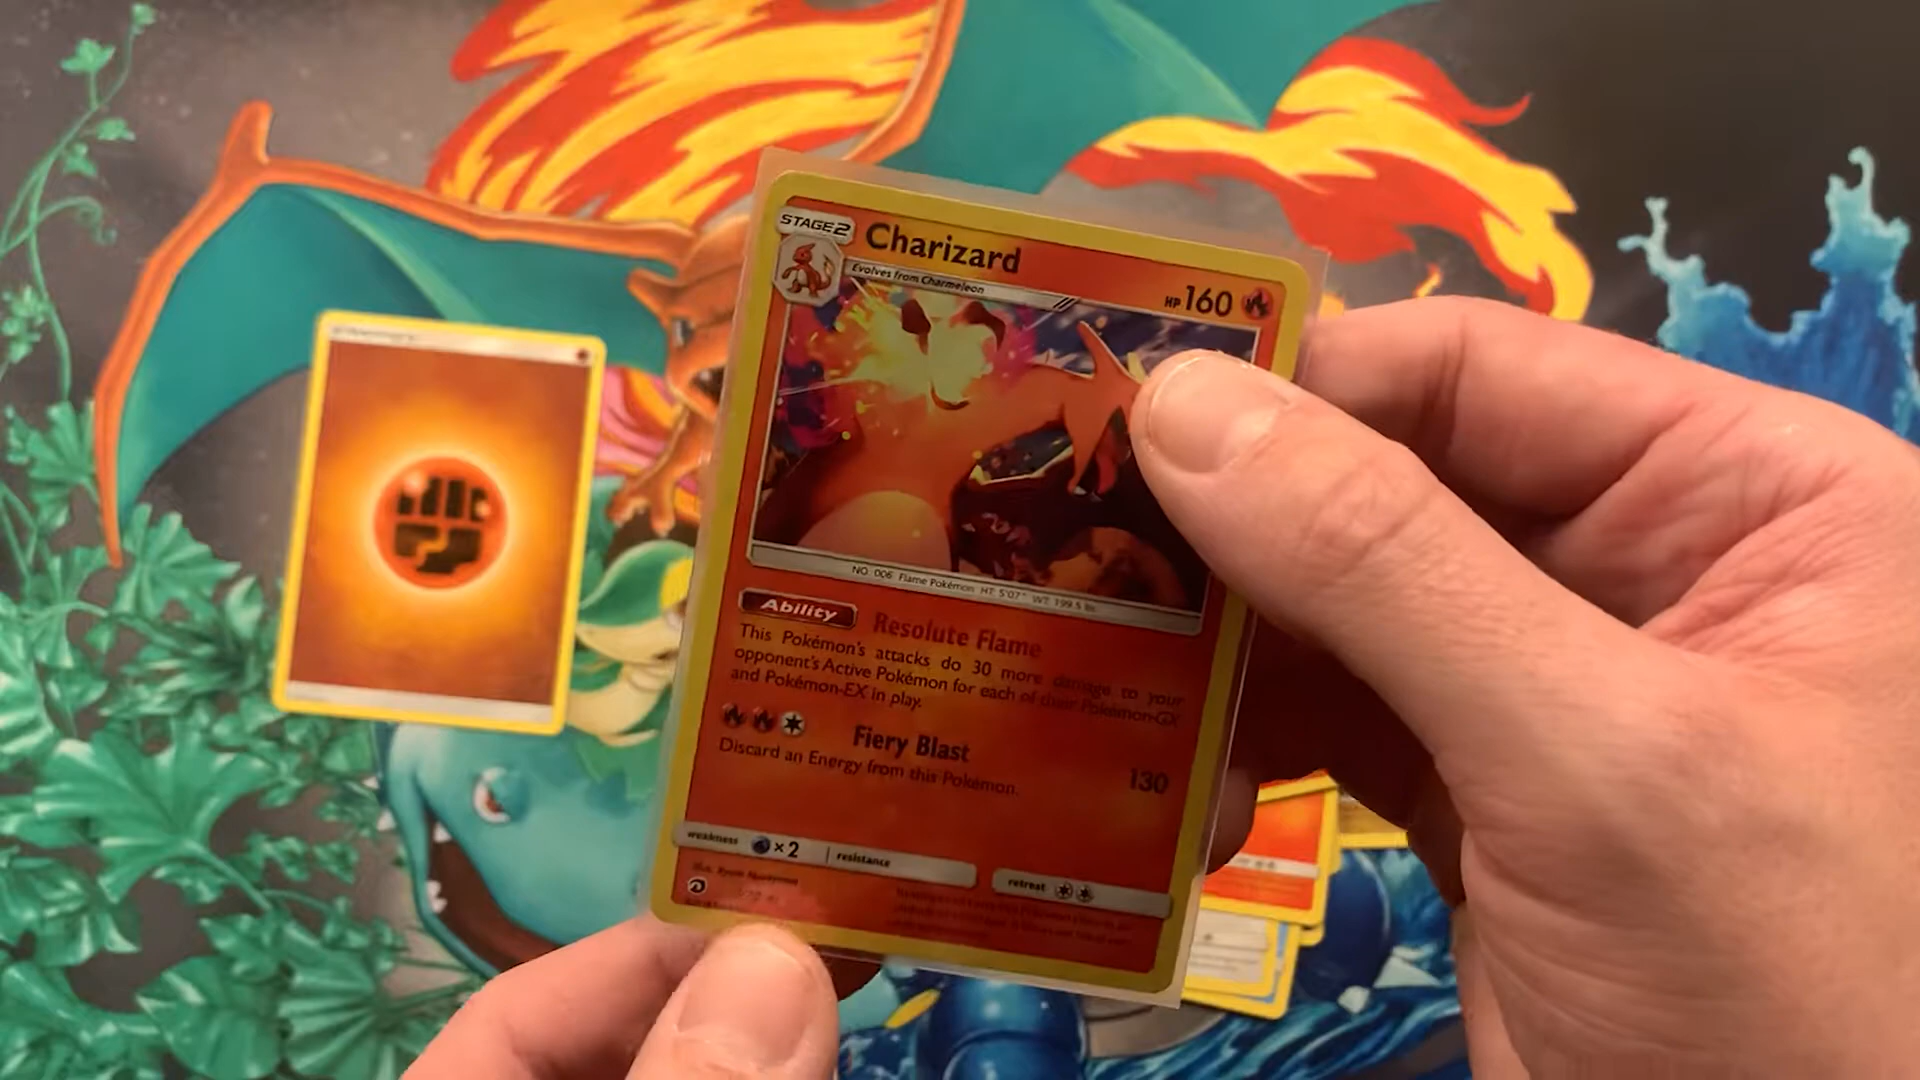 STAGE2
Charizard
Evolves from Charmeleon
HP 160
NO. 006 Flame Pokémon HT: 5'07" WT: 199.5 lbs.
Ability Resolute Flame
This Pokémon's attacks do 30 more damage to your
opponent's Active Pokémon for each of their Pokémon-GX
and Pokémon-EX in play.
Fiery Blast 130
Discard an Energy from this Pokémon.
weakness ×2 resistance
retreat